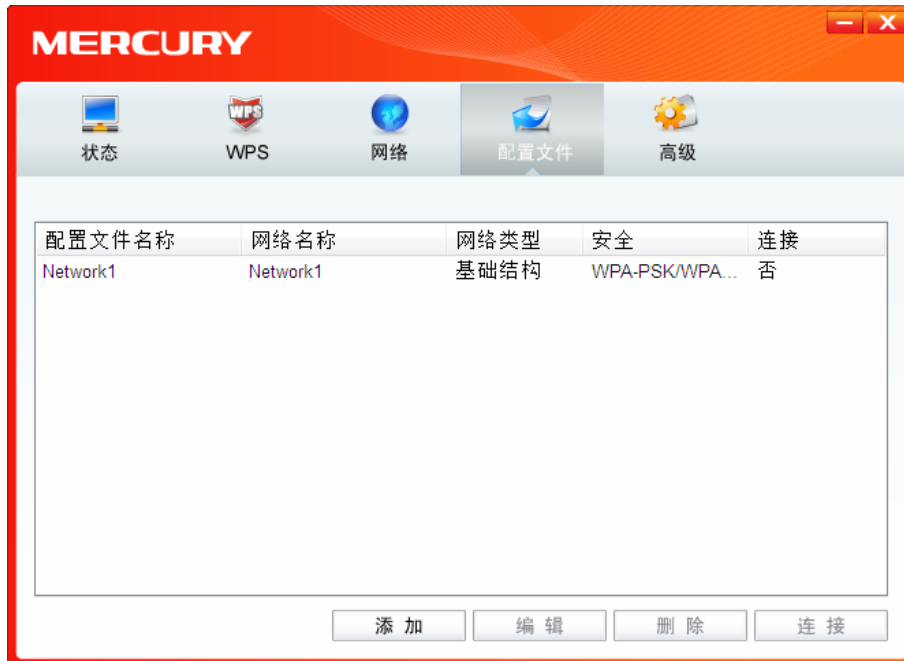 MERCURY
状态 WPS 网络 配置文件 高级
配置文件名称 网络名称 网络类型 安全 连接
Network1 Network1 基础结构 WPA-PSK/WPA... 否
添加 编辑 删除 连接